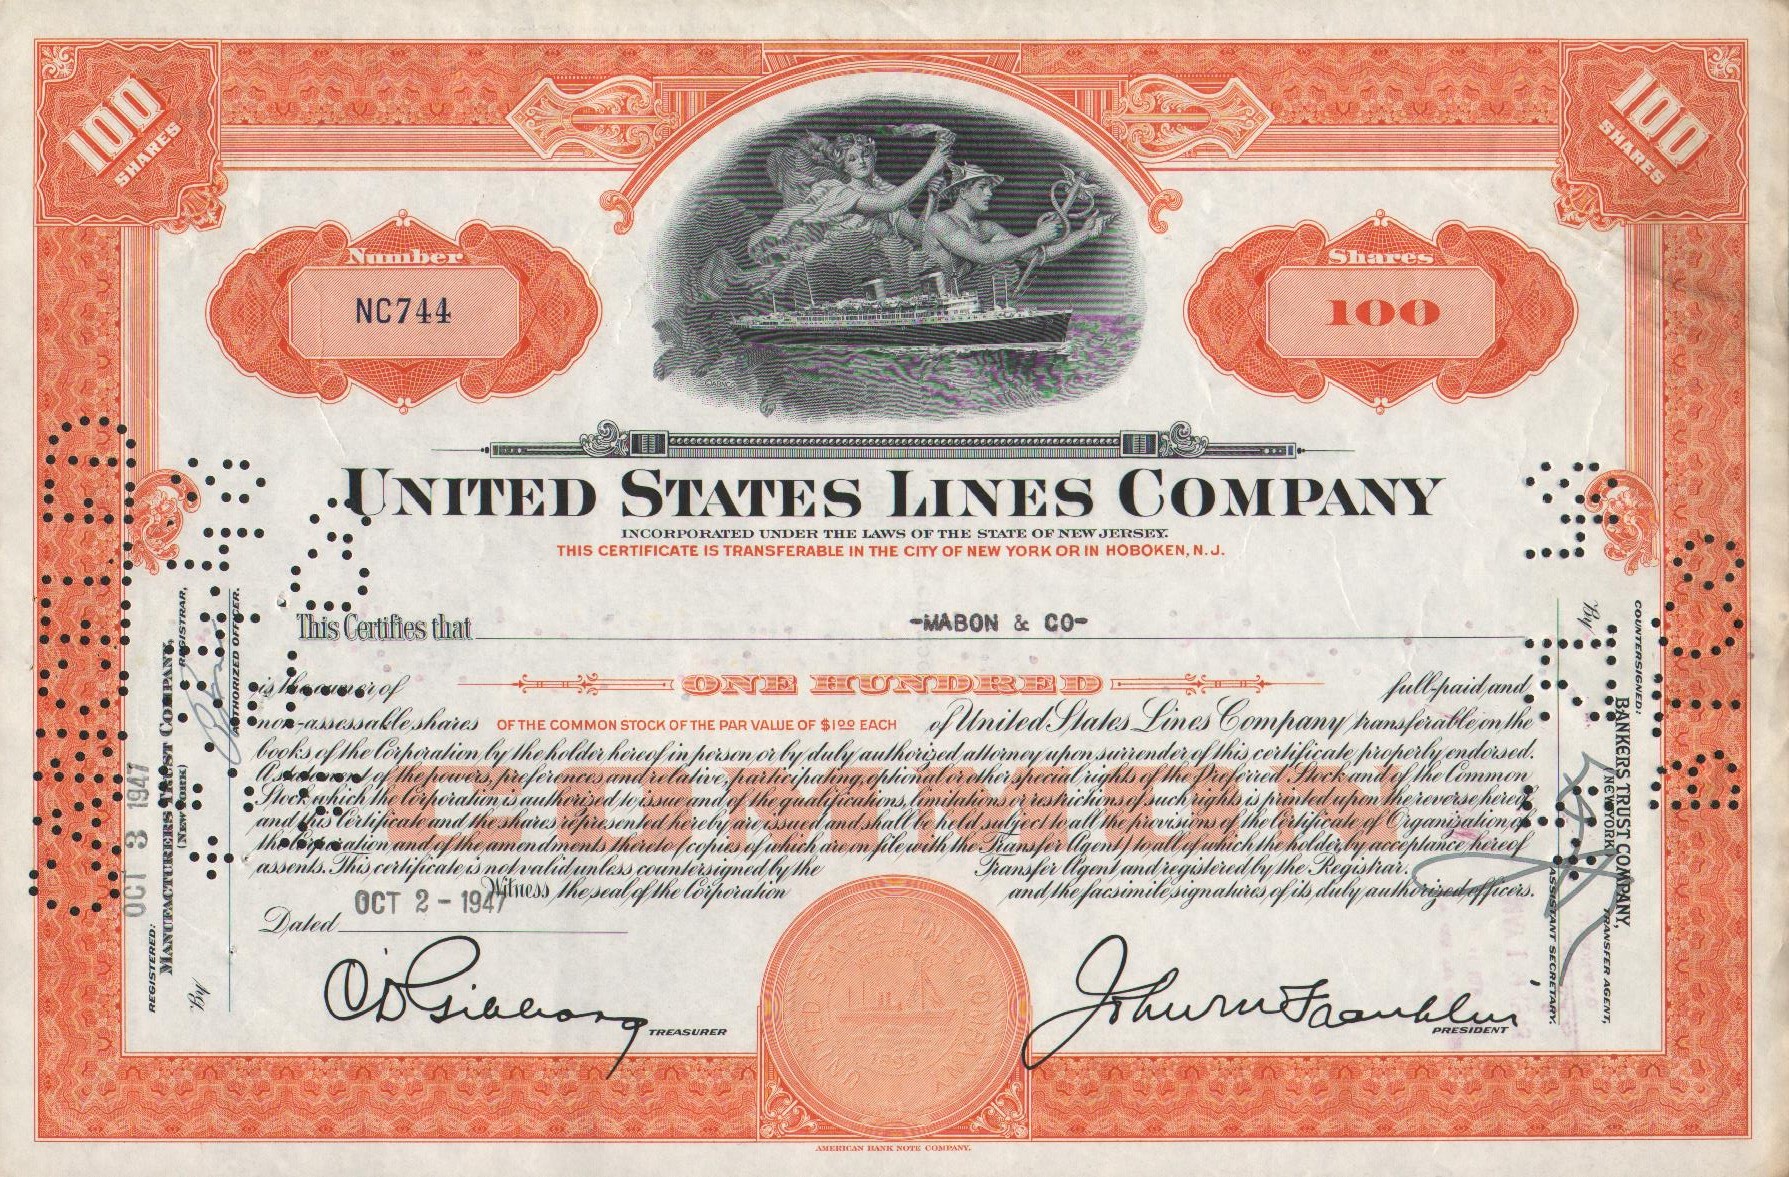 100 SHARES
100 SHARES
Number
NC744
Shares
100
UNITED STATES LINES COMPANY
INCORPORATED UNDER THE LAWS OF THE STATE OF NEW JERSEY.
THIS CERTIFICATE IS TRANSFERABLE IN THE CITY OF NEW YORK OR IN HOBOKEN, N.J.
This Certifies that -MABON & CO-
is the owner of ONE HUNDRED full-paid and
non-assessable shares OF THE COMMON STOCK OF THE PAR VALUE OF $1.00 EACH of United States Lines Company transferable on the
books of the Corporation by the holder hereof in person or by duly authorized attorney upon surrender of this certificate properly endorsed.
A statement of the powers, preferences and relative, participating, optional or other special rights of the Preferred Stock and of the Common
Stock which the Corporation is authorized to issue and of the qualifications, limitations or restrictions of such rights is printed upon the reverse hereof
and this Certificate and the shares represented hereby are issued and shall be held subject to all the provisions of the Certificate of Organization of
the Corporation and of the amendments thereto (copies of which are on file with the Transfer Agent) to all of which the holder, by acceptance hereof
assents. This certificate is not valid unless countersigned by the Transfer Agent and registered by the Registrar.
Witness the seal of the Corporation and the facsimile signatures of its duly authorized officers.
COMMON
Dated OCT 2 - 1947
TREASURER
John M Franklin
PRESIDENT
REGISTERED:
MANUFACTURERS TRUST COMPANY,
(NEW YORK) REGISTRAR,
By
AUTHORIZED OFFICER.
OCT 3 1947
COUNTERSIGNED:
BANKERS TRUST COMPANY,
(NEW YORK) TRANSFER AGENT,
By
ASSISTANT SECRETARY.
UNITED STATES LINES COMPANY
AMERICAN BANK NOTE COMPANY.